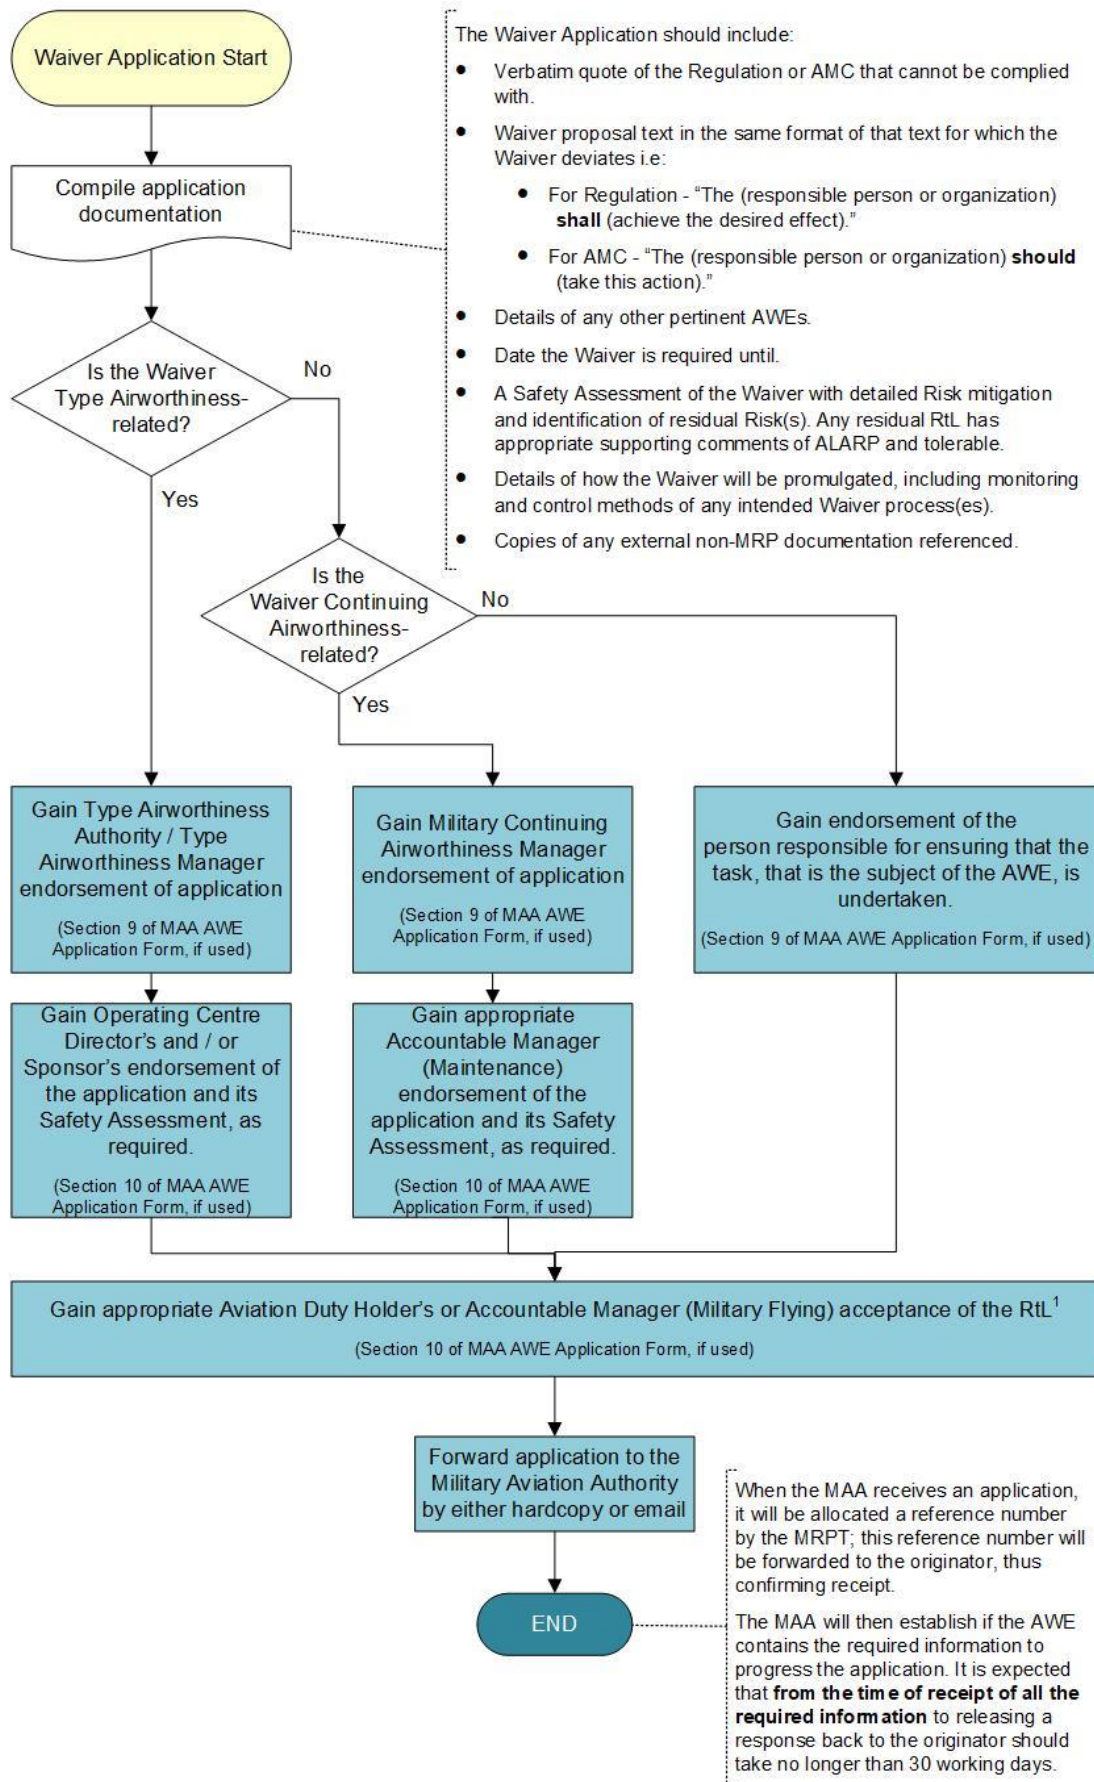 Waiver Application Start
The Waiver Application should include:
● Verbatim quote of the Regulation or AMC that cannot be complied
with.
● Waiver proposal text in the same format of that text for which the
Waiver deviates i.e:
● For Regulation - “The (responsible person or organization)
shall (achieve the desired effect).”
● For AMC - “The (responsible person or organization) should
(take this action).”
● Details of any other pertinent AWEs.
● Date the Waiver is required until.
● A Safety Assessment of the Waiver with detailed Risk mitigation
and identification of residual Risk(s). Any residual RtL has
appropriate supporting comments of ALARP and tolerable.
● Details of how the Waiver will be promulgated, including monitoring
and control methods of any intended Waiver process(es).
● Copies of any external non-MRP documentation referenced.
Compile application
documentation
Is the Waiver
Type Airworthiness-
related?
No
Yes
Is the
Waiver Continuing
Airworthiness-
related?
No
Yes
Gain Type Airworthiness
Authority / Type
Airworthiness Manager
endorsement of application
(Section 9 of MAA AWE
Application Form, if used)
Gain Military Continuing
Airworthiness Manager
endorsement of application
(Section 9 of MAA AWE
Application Form, if used)
Gain endorsement of the
person responsible for ensuring that the
task, that is the subject of the AWE, is
undertaken.
(Section 9 of MAA AWE Application Form, if used)
Gain Operating Centre
Director's and / or
Sponsor's endorsement of
the application and its
Safety Assessment, as
required.
(Section 10 of MAA AWE
Application Form, if used)
Gain appropriate
Accountable Manager
(Maintenance)
endorsement of the
application and its Safety
Assessment, as required.
(Section 10 of MAA AWE
Application Form, if used)
Gain appropriate Aviation Duty Holder's or Accountable Manager (Military Flying) acceptance of the RtL¹
(Section 10 of MAA AWE Application Form, if used)
Forward application to the
Military Aviation Authority
by either hardcopy or email
END
When the MAA receives an application,
it will be allocated a reference number
by the MRPT; this reference number will
be forwarded to the originator, thus
confirming receipt.
The MAA will then establish if the AWE
contains the required information to
progress the application. It is expected
that from the time of receipt of all the
required information to releasing a
response back to the originator should
take no longer than 30 working days.